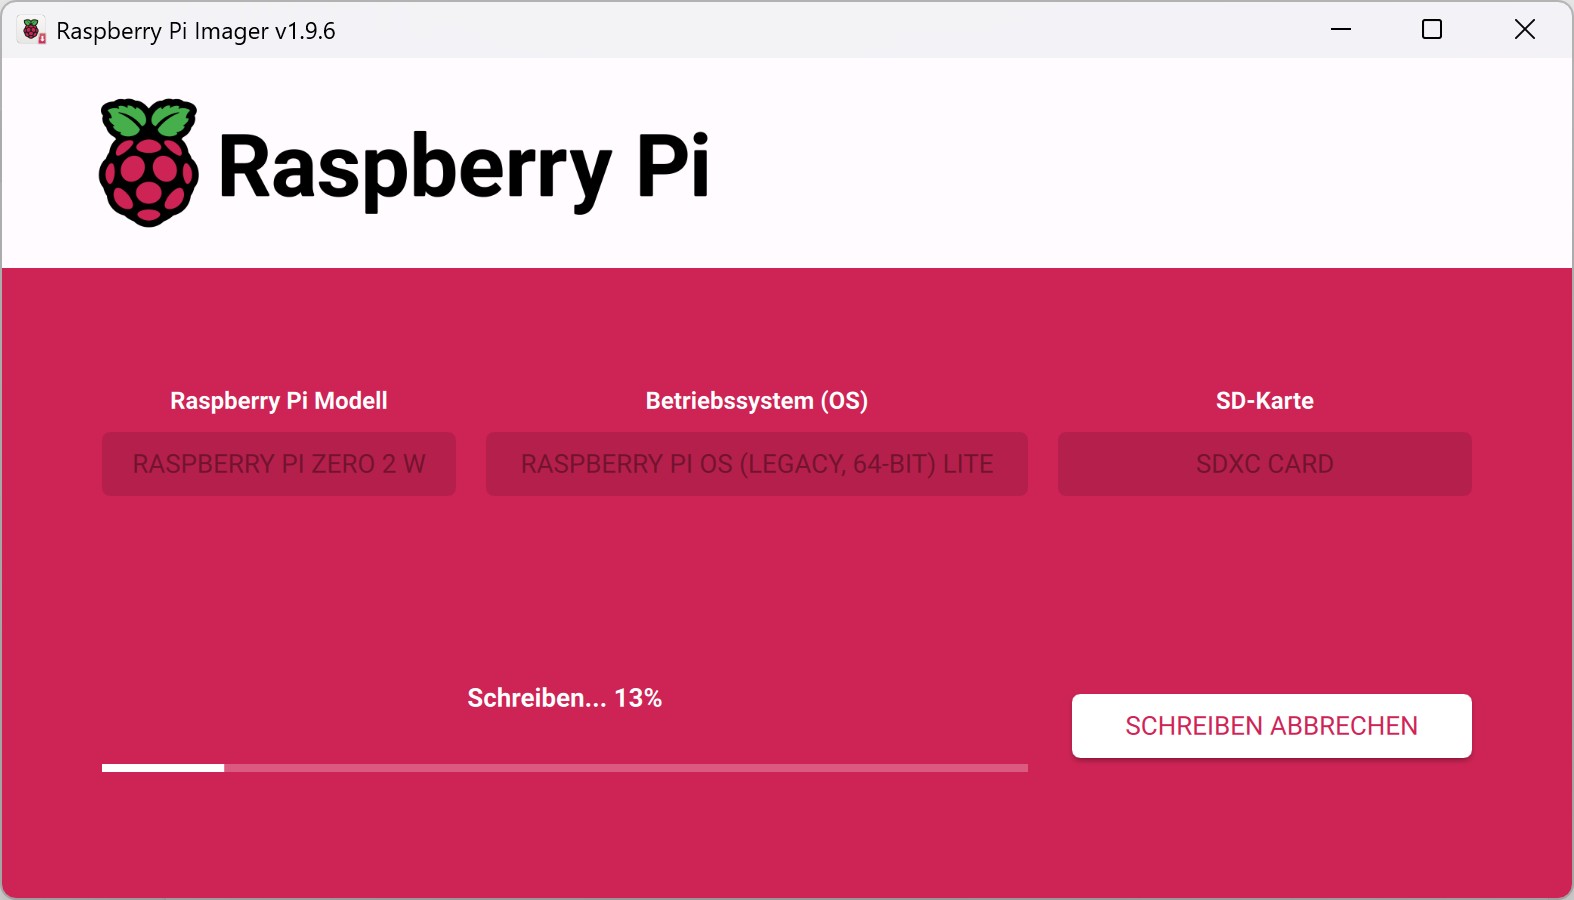 Raspberry Pi Imager v1.9.6
Raspberry Pi
Raspberry Pi Modell
Betriebssystem (OS)
SD-Karte
RASPBERRY PI ZERO 2 W
RASPBERRY PI OS (LEGACY, 64-BIT) LITE
SDXC CARD
Schreiben... 13%
SCHREIBEN ABBRECHEN